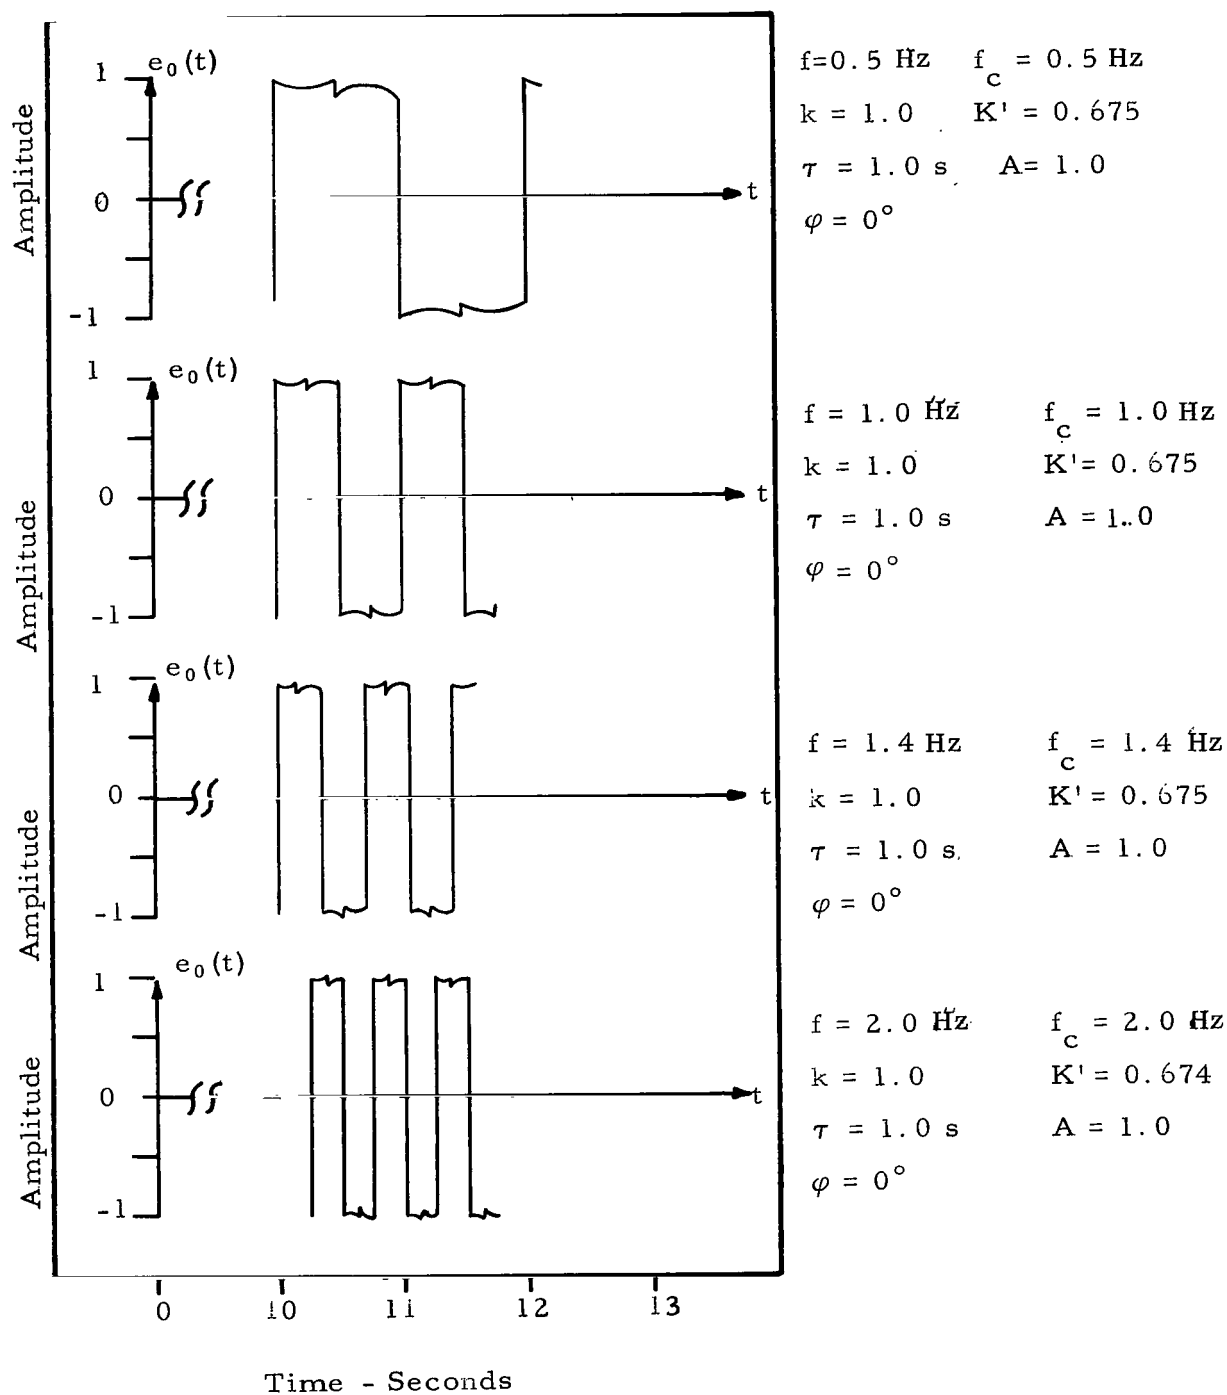 Amplitude
1
e₀(t)
0
-1
t
f=0.5 Hz f_c = 0.5 Hz
k = 1.0 K' = 0.675
τ = 1.0 s A= 1.0
φ = 0°
Amplitude
1
e₀(t)
0
-1
t
f = 1.0 Hz f_c = 1.0 Hz
k = 1.0 K'= 0.675
τ = 1.0 s A = 1.0
φ = 0°
Amplitude
1
e₀(t)
0
-1
t
f = 1.4 Hz f_c = 1.4 Hz
k = 1.0 K' = 0.675
τ = 1.0 s. A = 1.0
φ = 0°
Amplitude
1
e₀(t)
0
-1
t
f = 2.0 Hz f_c = 2.0 Hz
k = 1.0 K' = 0.674
τ = 1.0 s A = 1.0
φ = 0°
0 10 11 12 13
Time - Seconds